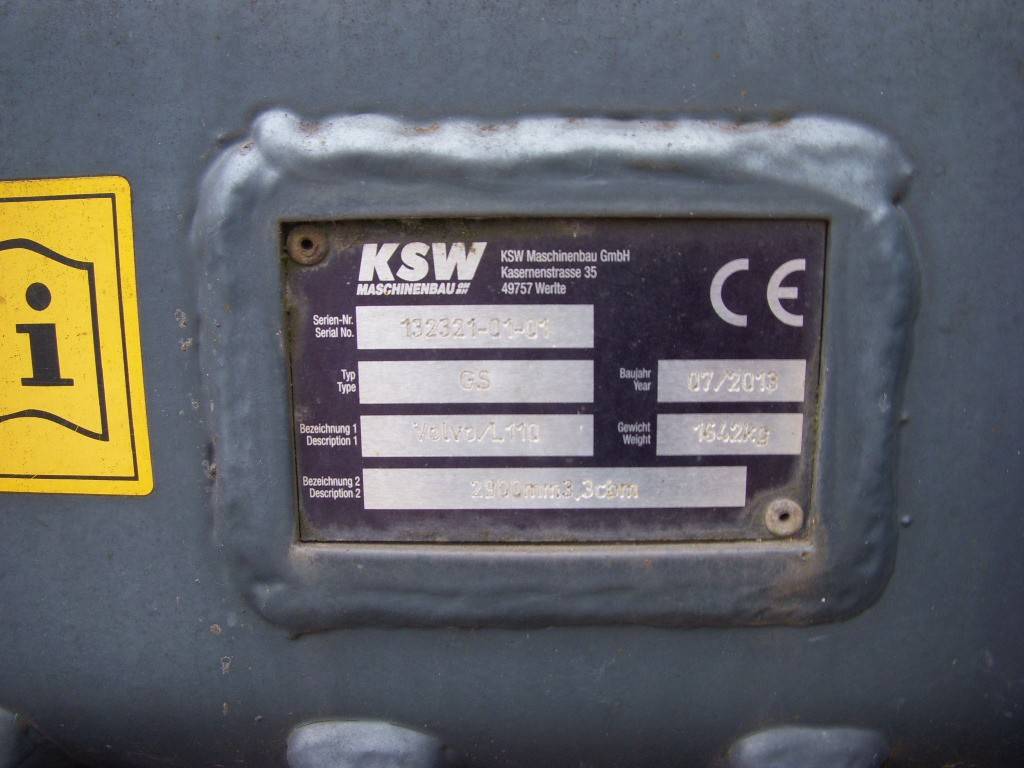 KSW
MASCHINENBAU
KSW Maschinenbau GmbH
Kasernenstrasse 35
49757 Werlte
CE
Serien-Nr.
Serial No.
132321-01-01
Typ
Type
GS
Baujahr
Year
07/2013
Bezeichnung 1
Description 1
Volvo/L110
Gewicht
Weight
1642kg
Bezeichnung 2
Description 2
2900mm3,3cbm
i